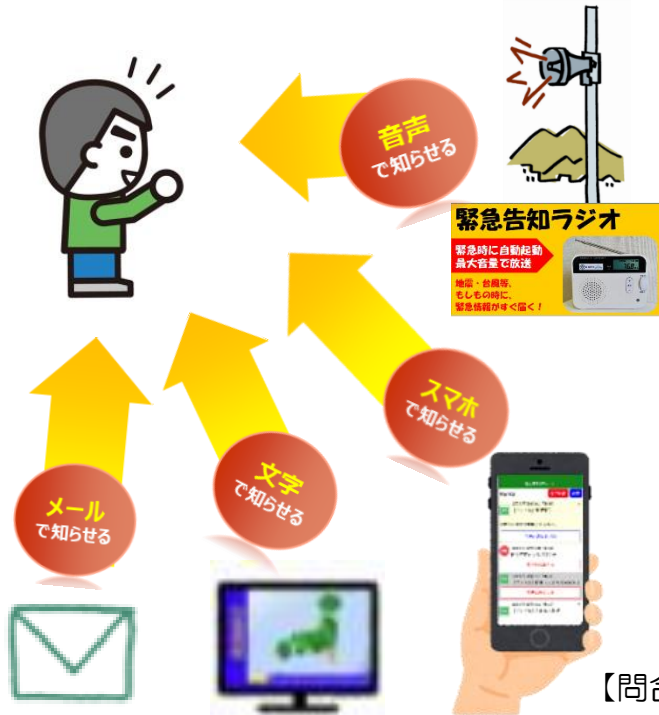 音声
で知らせる
緊急告知ラジオ
緊急時に自動起動
最大音量で放送
地震・台風等、
もしもの時に、
緊急情報がすぐ届く！
スマホ
で知らせる
文字
で知らせる
メール
で知らせる
【問合